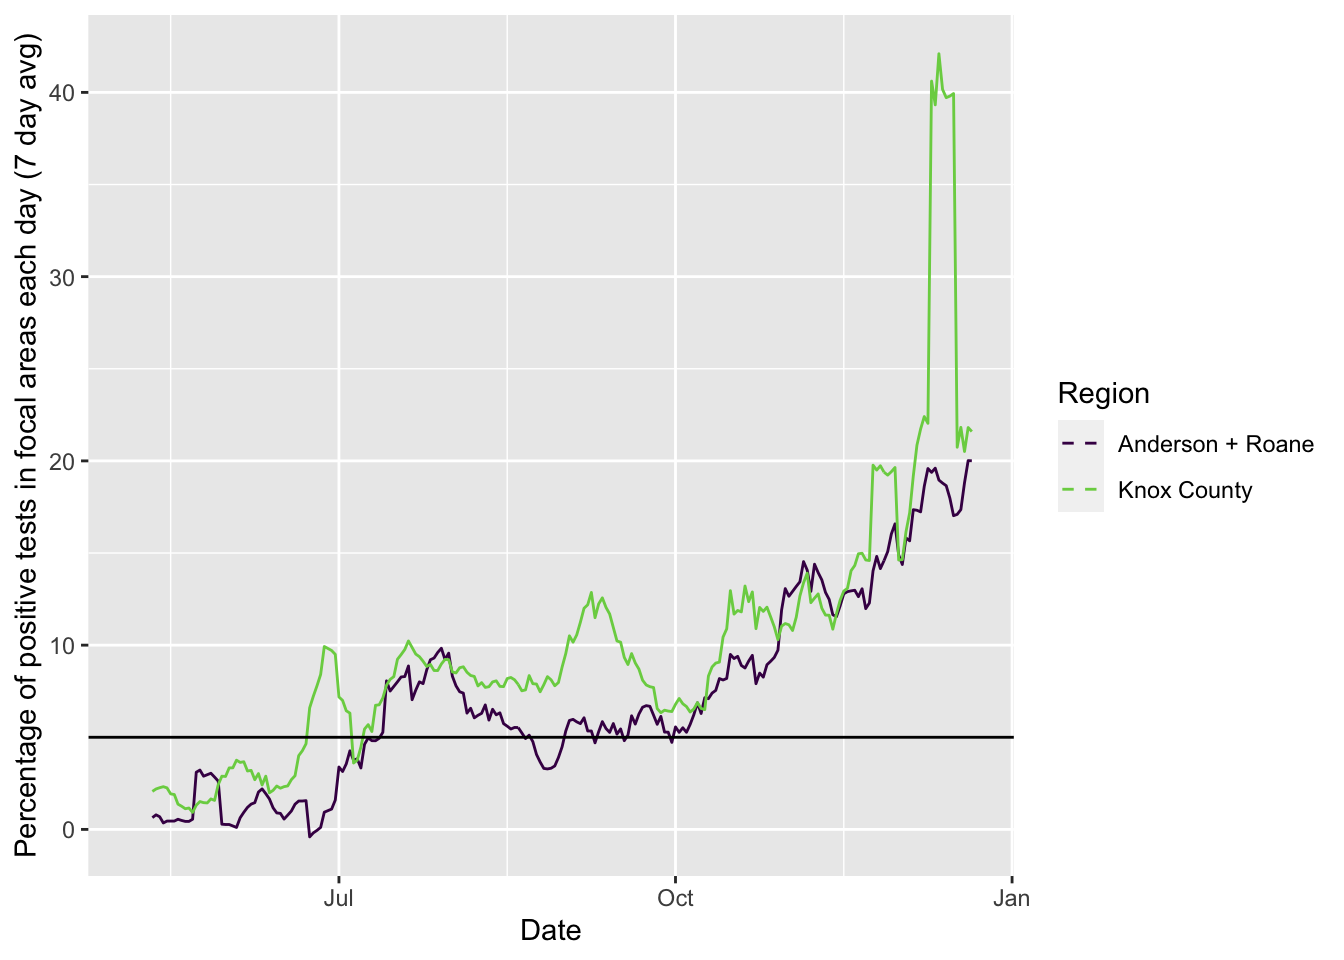 Percentage of positive tests in focal areas each day (7 day avg)
40
30
20
10
0
Jul
Oct
Jan
Date
Region
Anderson + Roane
Knox County